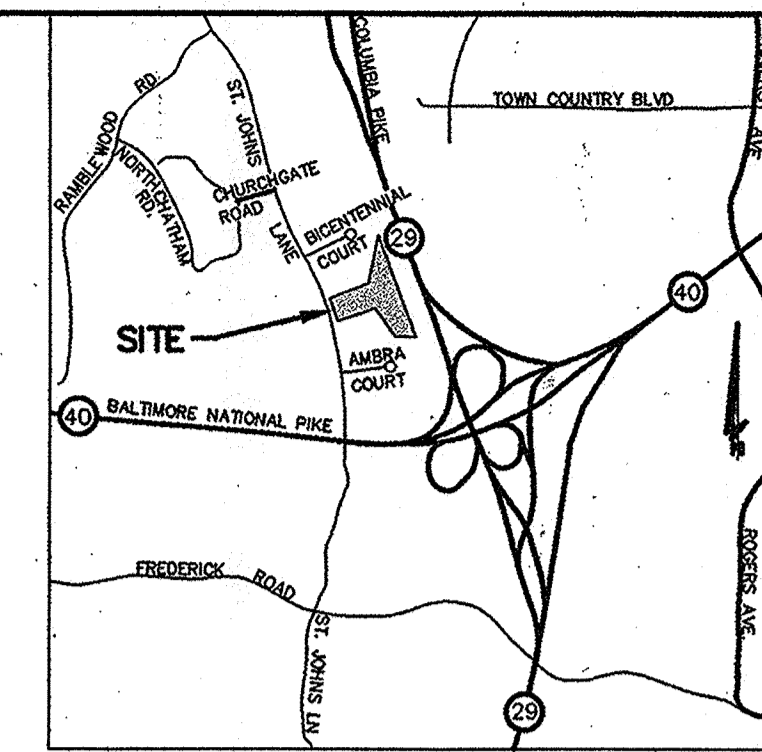 COLUMBIA PIKE
TOWN COUNTRY BLVD
AVE
RAMBLEWOOD RD.
ST. JOHNS
LANE
NORTH CHATHAM
RD.
CHURCHGATE
ROAD
BICENTENNIAL
COURT
29
40
SITE
AMBRA
COURT
40
BALTIMORE NATIONAL PIKE
FREDERICK ROAD
ROGERS AVE.
ST. JOHNS LN
29